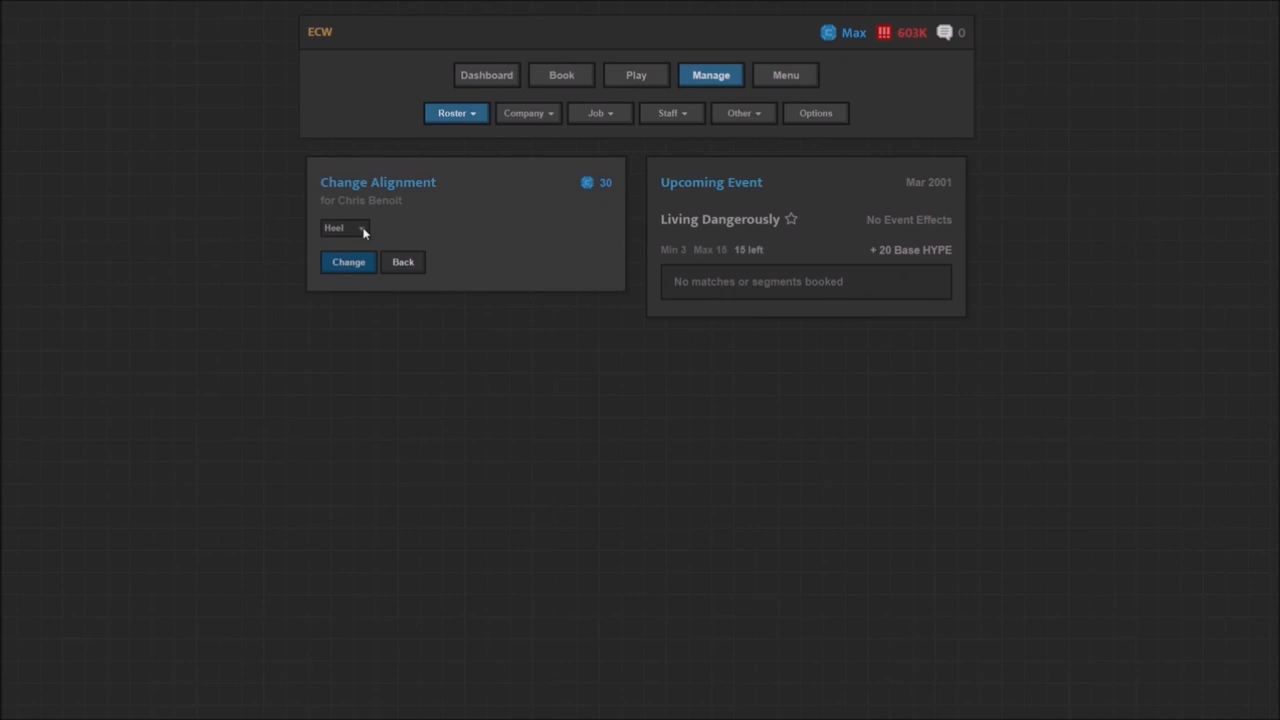 ECW
Max 603K 0
Dashboard Book Play Manage Menu
Roster Company Job Staff Other Options
Change Alignment 30
for Chris Benoit
Heel
Change Back
Upcoming Event Mar 2001
Living Dangerously No Event Effects
Min 3 Max 15 15 left + 20 Base HYPE
No matches or segments booked